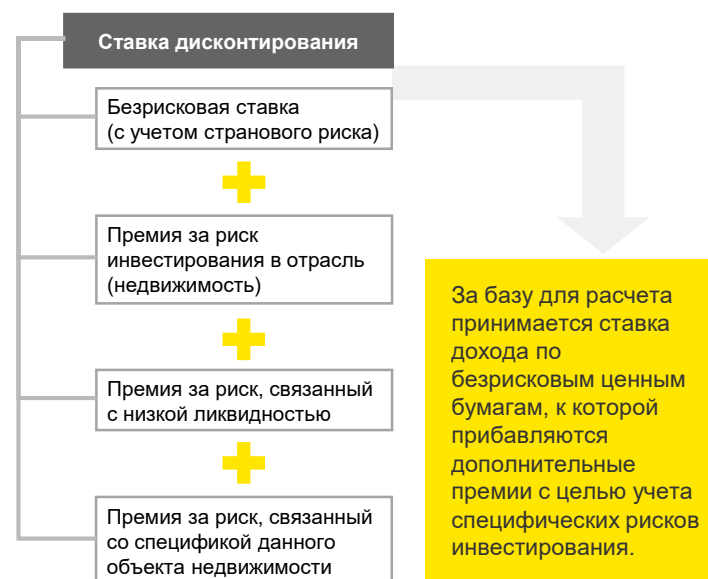 Ставка дисконтирования
Безрисковая ставка
(с учетом странового риска)
Премия за риск
инвестирования в отрасль
(недвижимость)
Премия за риск, связанный
с низкой ликвидностью
Премия за риск, связанный
со спецификой данного
объекта недвижимости
За базу для расчета
принимается ставка
дохода по
безрисковым ценным
бумагам, к которой
прибавляются
дополнительные
премии с целью учета
специфических рисков
инвестирования.